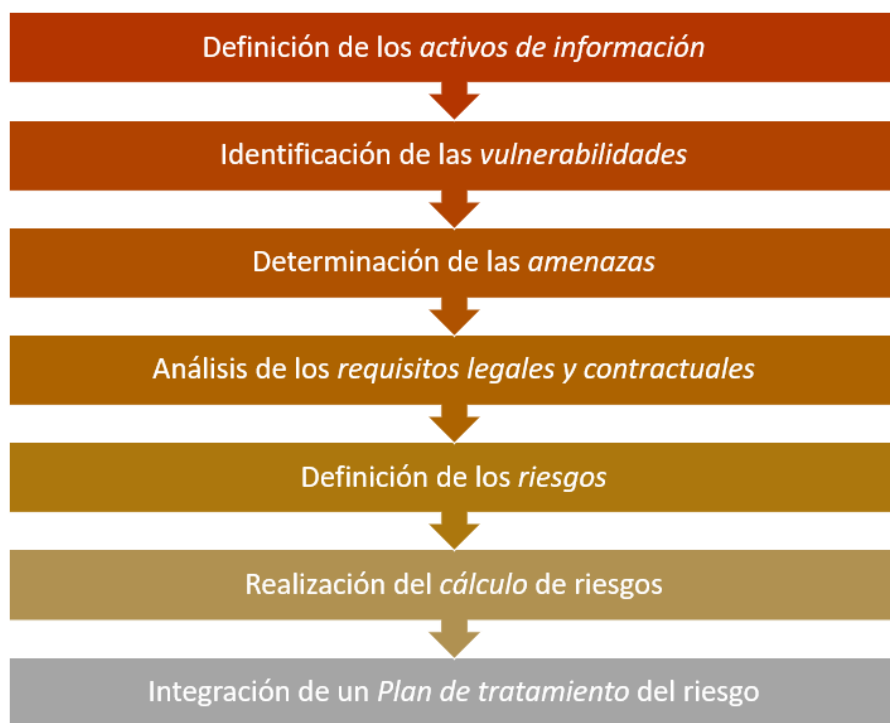 Definición de los activos de información
Identificación de las vulnerabilidades
Determinación de las amenazas
Análisis de los requisitos legales y contractuales
Definición de los riesgos
Realización del cálculo de riesgos
Integración de un Plan de tratamiento del riesgo